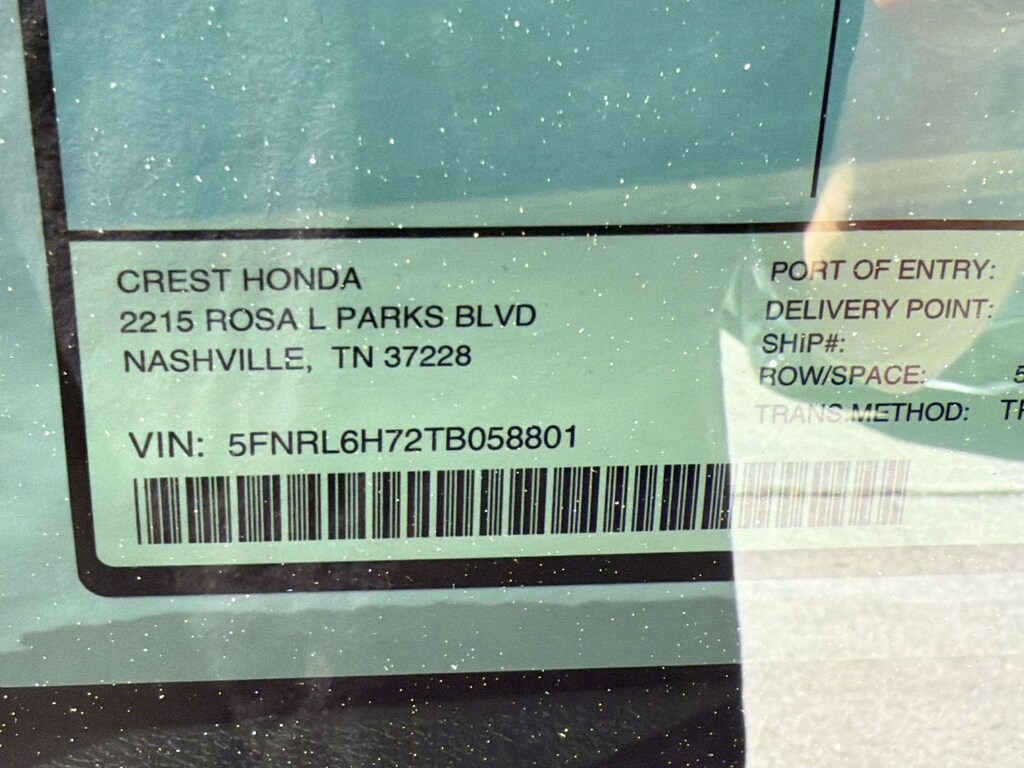 CREST HONDA
2215 ROSA L PARKS BLVD
NASHVILLE, TN 37228
VIN: 5FNRL6H72TB058801
PORT OF ENTRY:
DELIVERY POINT:
SHIP#:
ROW/SPACE: 5
TRANS.METHOD: